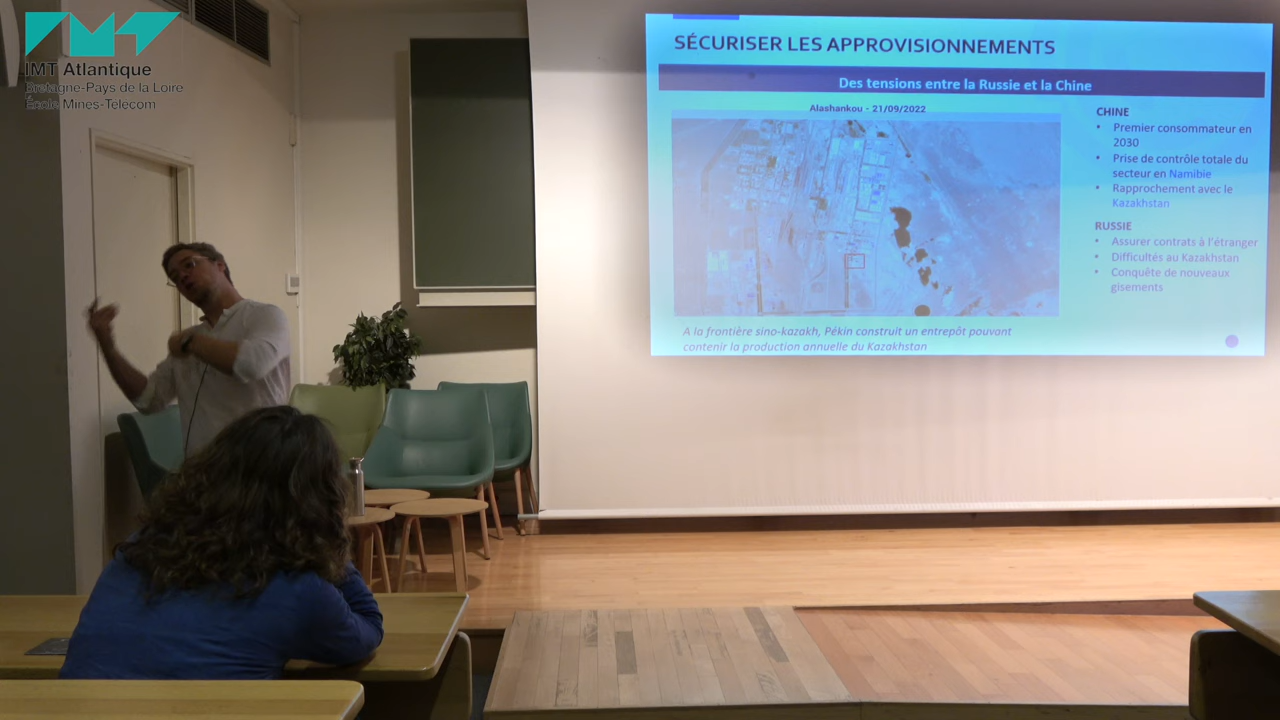 IMT Atlantique
Bretagne-Pays de la Loire
École Mines-Telecom
SÉCURISER LES APPROVISIONNEMENTS
Des tensions entre la Russie et la Chine
Alashankou - 21/09/2022
CHINE
• Premier consommateur en
2030
• Prise de contrôle totale du
secteur en Namibie
• Rapprochement avec le
Kazakhstan
RUSSIE
• Assurer contrats à l'étranger
• Difficultés au Kazakhstan
• Conquête de nouveaux
gisements
A la frontière sino-kazakh, Pékin construit un entrepôt pouvant
contenir la production annuelle du Kazakhstan